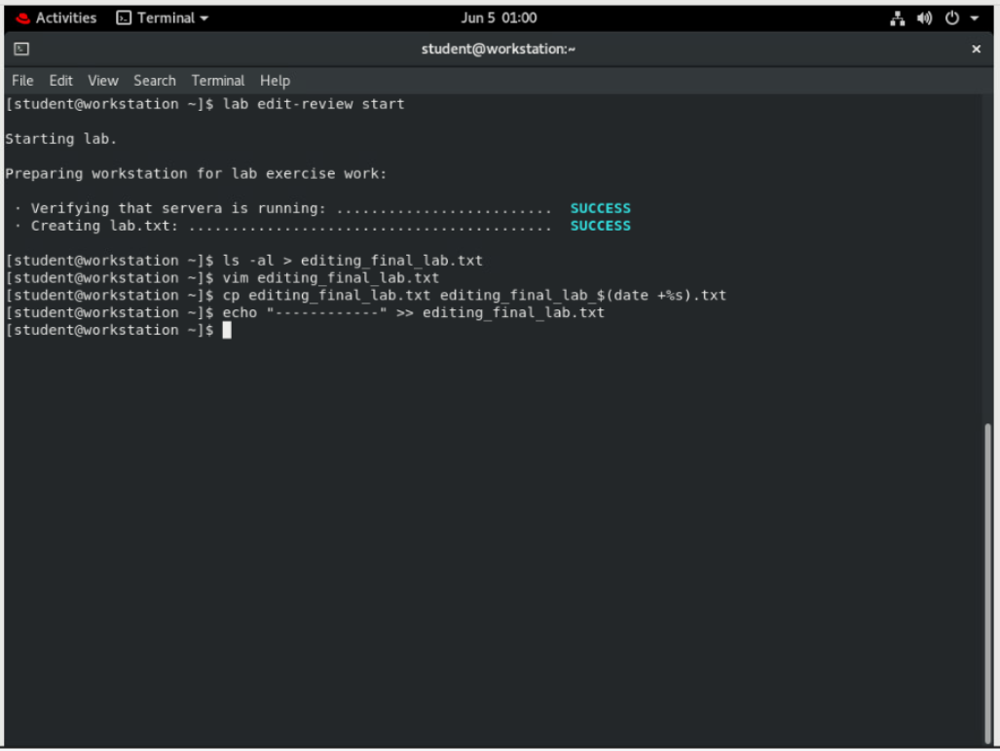 Activities Terminal Jun 5 01:00
student@workstation:~ ×
File Edit View Search Terminal Help
[student@workstation ~]$ lab edit-review start
Starting lab.
Preparing workstation for lab exercise work:
· Verifying that servera is running: ......................... SUCCESS
· Creating lab.txt: .......................................... SUCCESS
[student@workstation ~]$ ls -al > editing_final_lab.txt
[student@workstation ~]$ vim editing_final_lab.txt
[student@workstation ~]$ cp editing_final_lab.txt editing_final_lab_$(date +%s).txt
[student@workstation ~]$ echo "------------" >> editing_final_lab.txt
[student@workstation ~]$